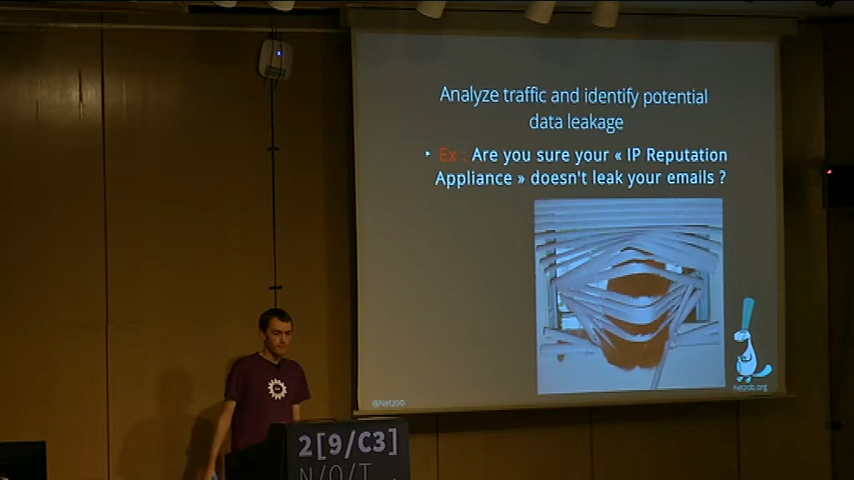 Analyze traffic and identify potential
data leakage
Ex : Are you sure your « IP Reputation
Appliance » doesn't leak your emails ?
@Netzob
netzob.org
2[9/C3]
N/O/T